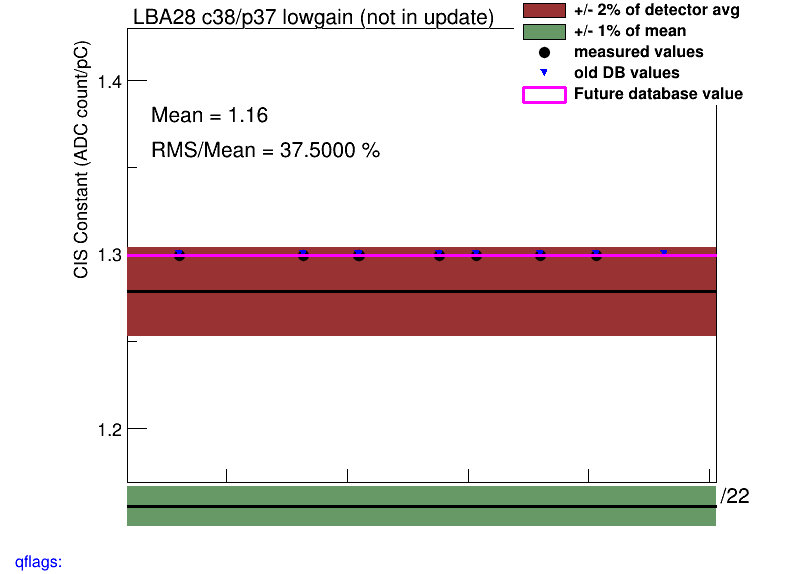 LBA28 c38/p37 lowgain (not in update)
+/- 2% of detector avg
+/- 1% of mean
measured values
old DB values
Future database value
CIS Constant (ADC count/pC)
1.4
Mean = 1.16
RMS/Mean = 37.5000 %
1.3
1.2
/22
qflags: